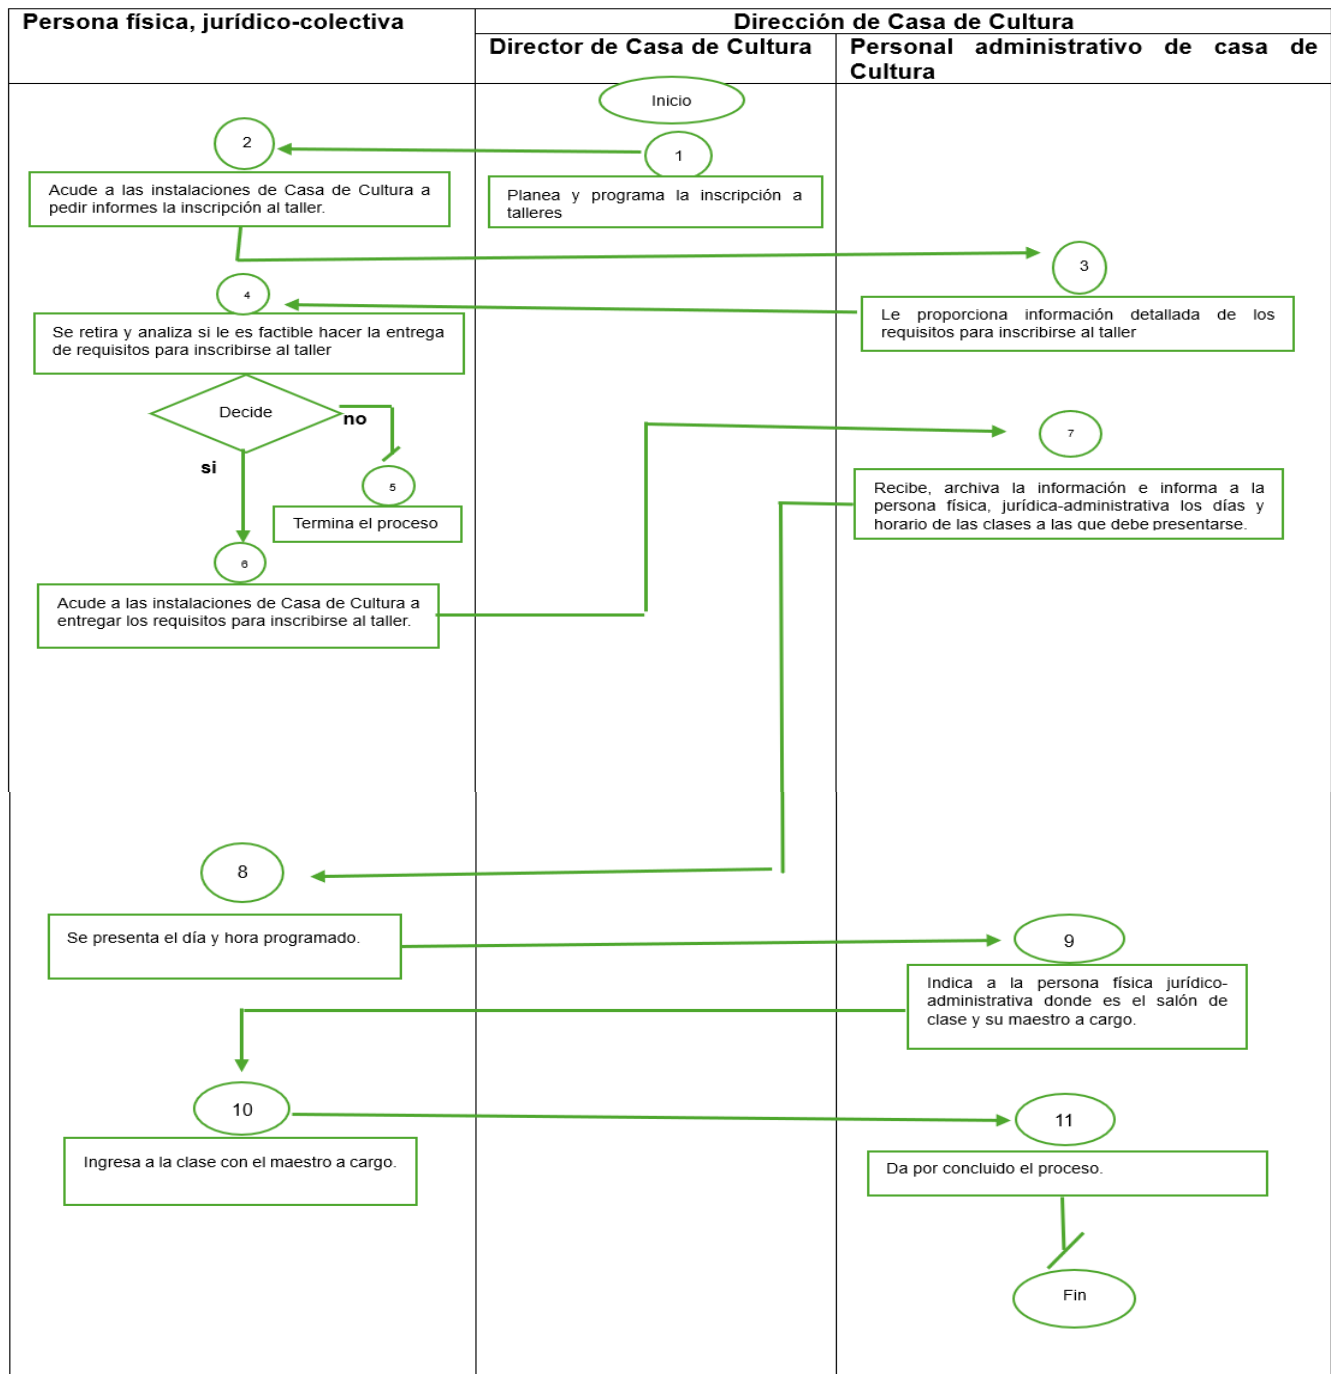 Persona física, jurídico-colectiva
Dirección de Casa de Cultura
Director de Casa de Cultura
Personal administrativo de casa de
Cultura
Inicio
1
Planea y programa la inscripción a
talleres
2
Acude a las instalaciones de Casa de Cultura a
pedir informes la inscripción al taller.
3
Le proporciona información detallada de los
requisitos para inscribirse al taller
4
Se retira y analiza si le es factible hacer la entrega
de requisitos para inscribirse al taller
Decide
no
si
5
Termina el proceso
6
Acude a las instalaciones de Casa de Cultura a
entregar los requisitos para inscribirse al taller.
7
Recibe, archiva la información e informa a la
persona física, jurídica-administrativa los días y
horario de las clases a las que debe presentarse.
8
Se presenta el día y hora programado.
9
Indica a la persona física jurídico-
administrativa donde es el salón de
clase y su maestro a cargo.
10
Ingresa a la clase con el maestro a cargo.
11
Da por concluido el proceso.
Fin